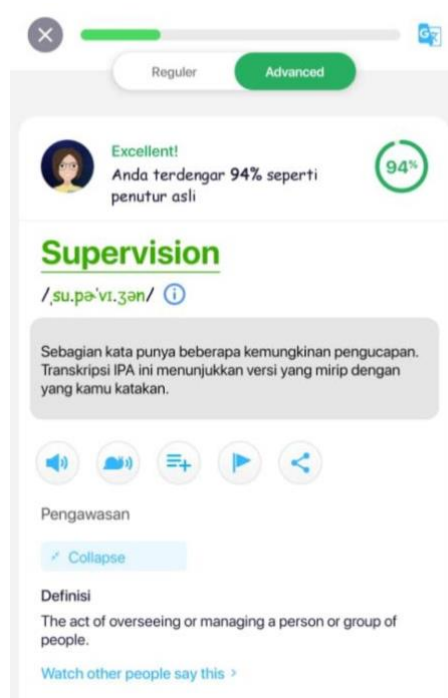 Reguler
Advanced
Excellent!
Anda terdengar 94% seperti
penutur asli
94%
Supervision
/ˌsu.pɚˈvɪ.ʒən/
Sebagian kata punya beberapa kemungkinan pengucapan.
Transkripsi IPA ini menunjukkan versi yang mirip dengan
yang kamu katakan.
Pengawasan
Collapse
Definisi
The act of overseeing or managing a person or group of
people.
Watch other people say this >